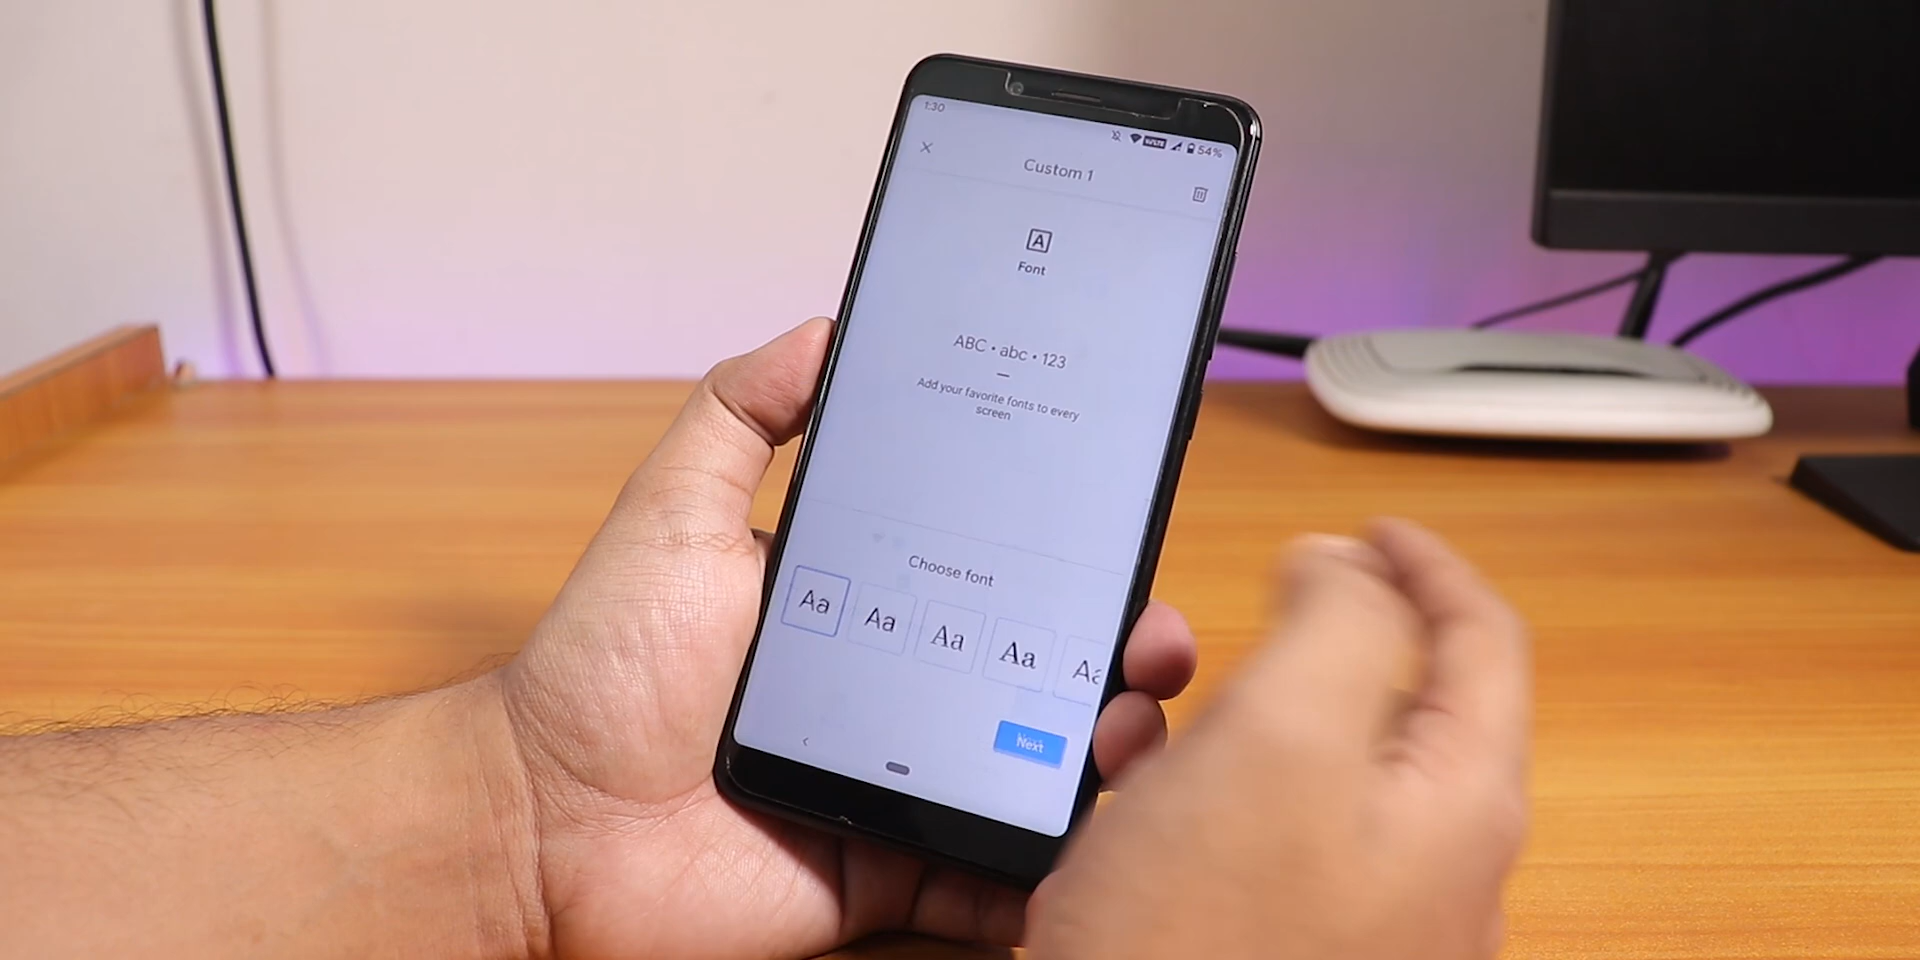 1:30
54%
Custom 1
A
Font
ABC • abc • 123
Add your favorite fonts to every
screen
Choose font
Aa Aa Aa Aa Aa
Next